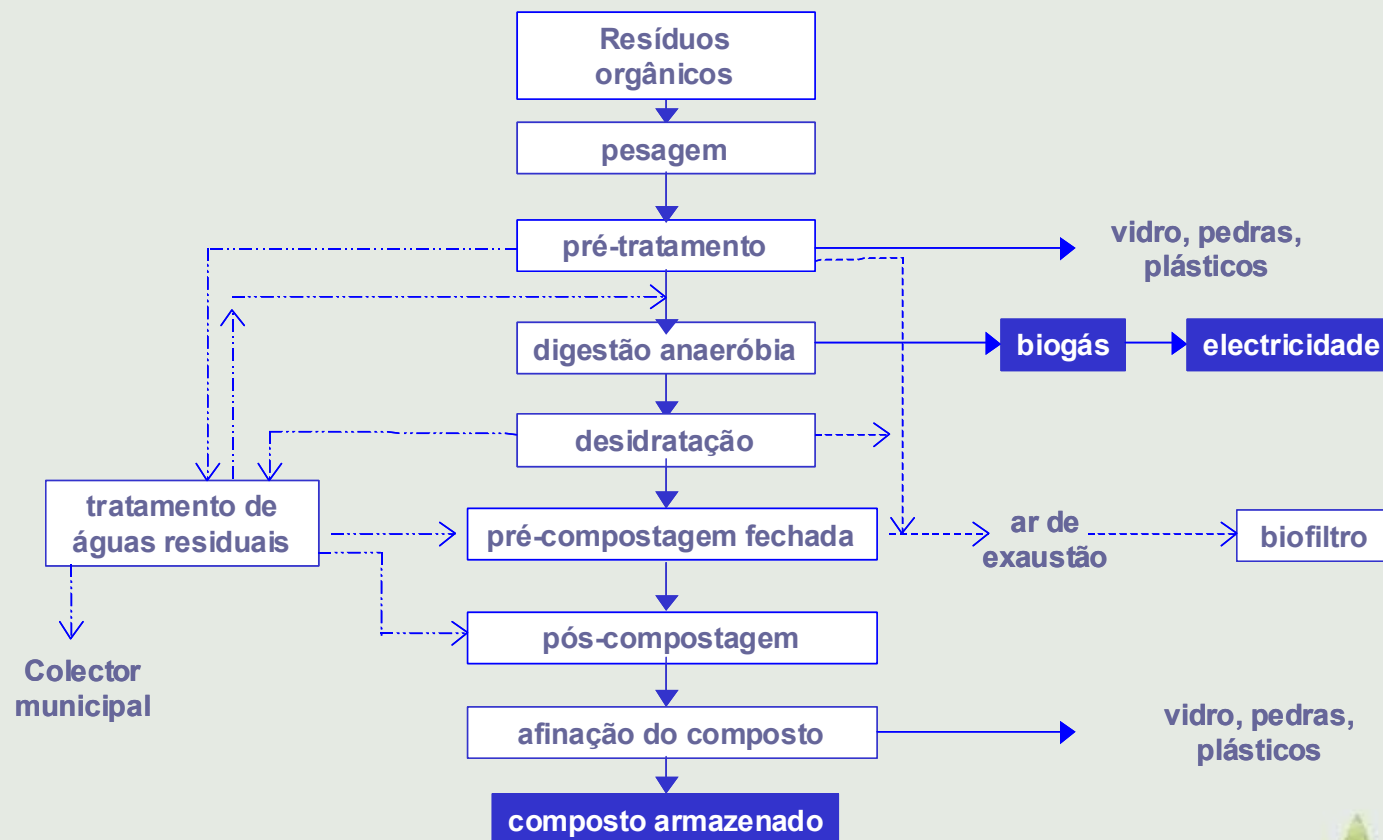 Resíduos
orgânicos
pesagem
pré-tratamento
vidro, pedras,
plásticos
digestão anaeróbia
biogás
electricidade
desidratação
tratamento de
águas residuais
pré-compostagem fechada
ar de
exaustão
biofiltro
pós-compostagem
Colector
municipal
afinação do composto
vidro, pedras,
plásticos
composto armazenado